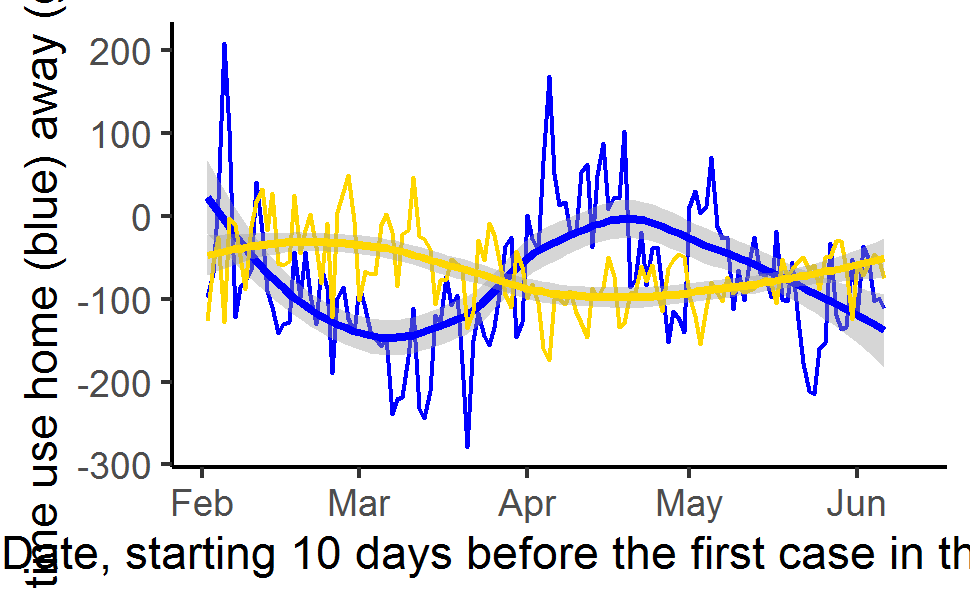 time use home (blue) away (
200
100
0
-100
-200
-300
Feb Mar Apr May Jun
Date, starting 10 days before the first case in th